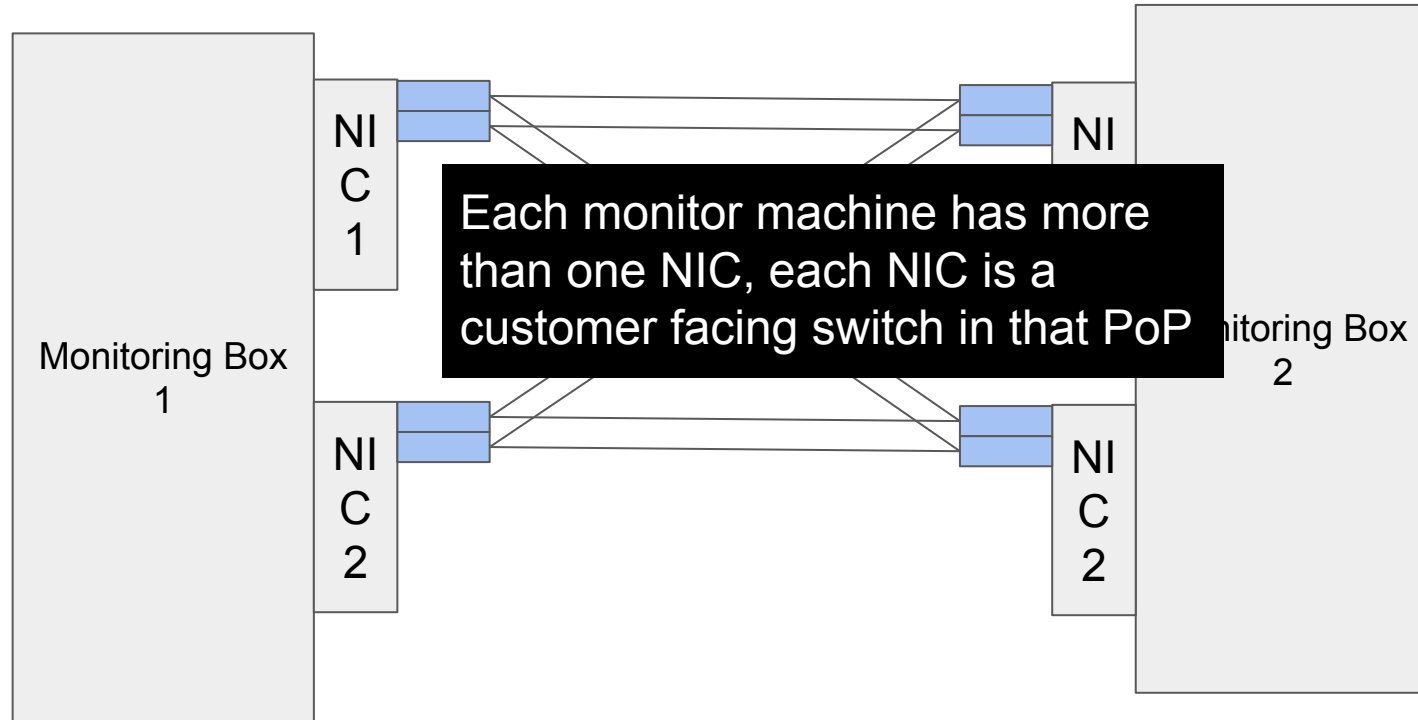 NI
C
1
NI
Each monitor machine has more
than one NIC, each NIC is a
customer facing switch in that PoP
Monitoring Box
1
nitoring Box
2
NI
C
2
NI
C
2